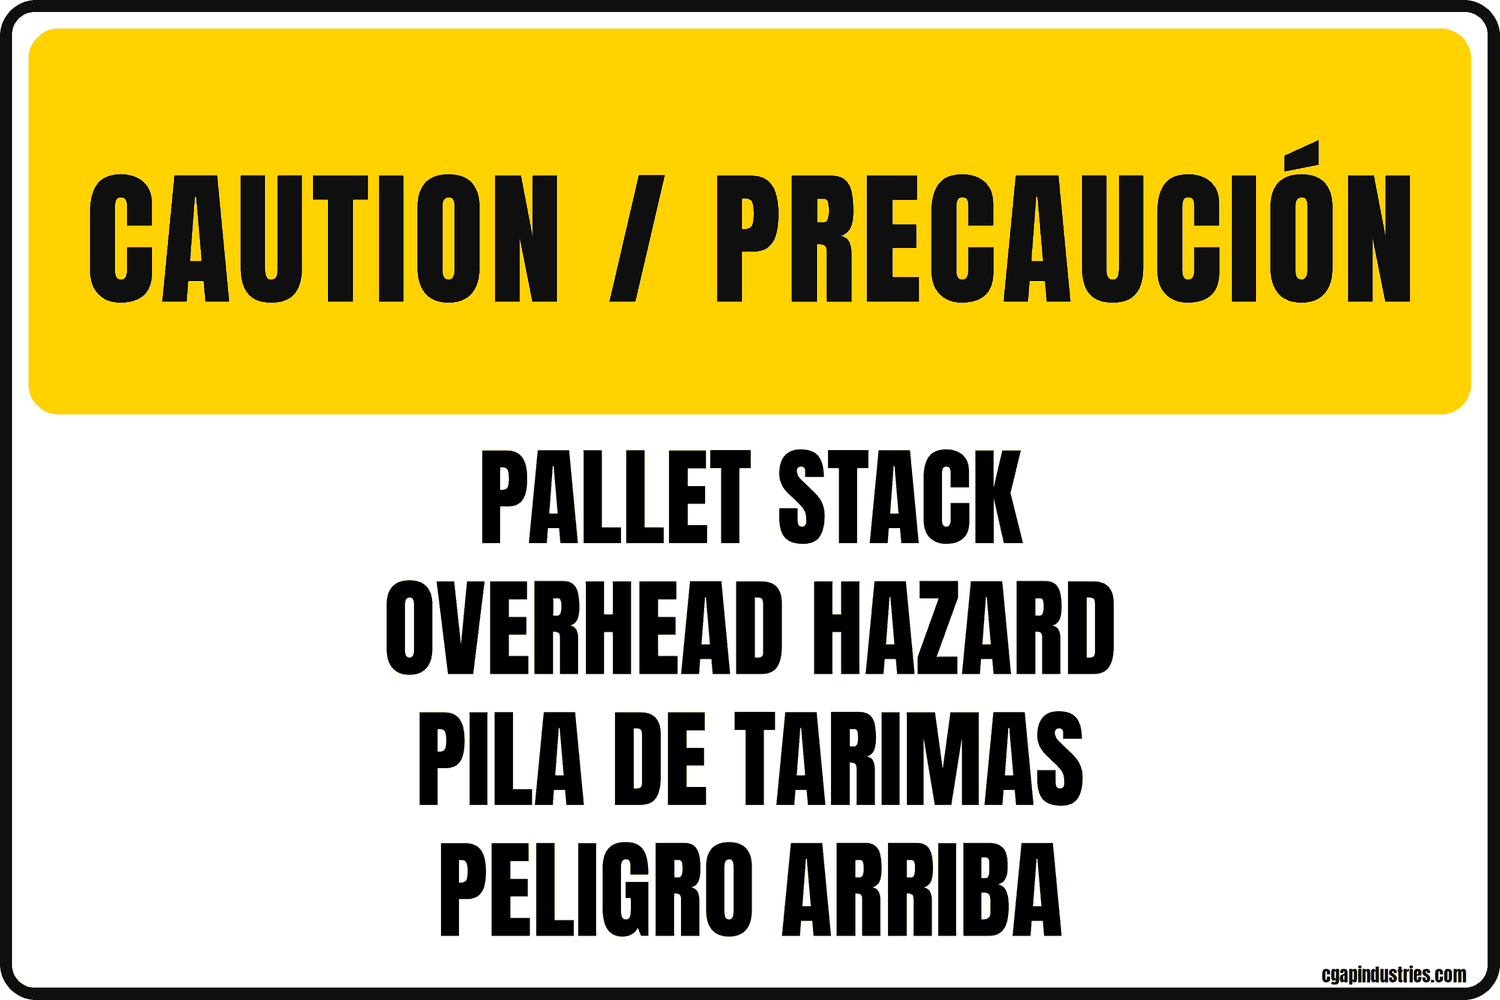 CAUTION / PRECAUCIÓN
PALLET STACK
OVERHEAD HAZARD
PILA DE TARIMAS
PELIGRO ARRIBA
cgapindustries.com